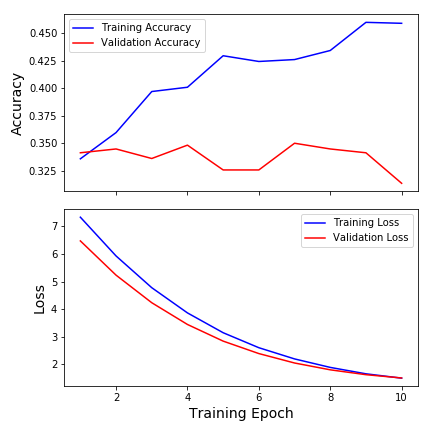 0.450
0.425
0.400
0.375
0.350
0.325
Accuracy
Training Accuracy
Validation Accuracy
7
6
5
4
3
2
Loss
Training Loss
Validation Loss
2
4
6
8
10
Training Epoch